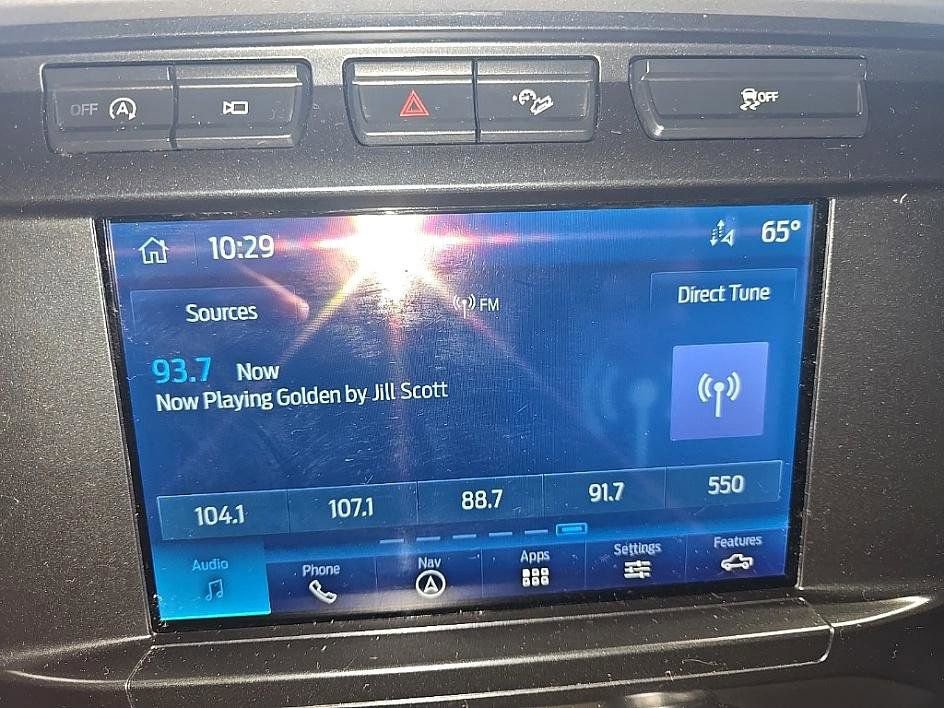 OFF A
OFF
10:29
65°
Sources
FM
Direct Tune
93.7 Now
Now Playing Golden by Jill Scott
104.1
107.1
88.7
91.7
550
Audio
Phone
Nav
Apps
Settings
Features